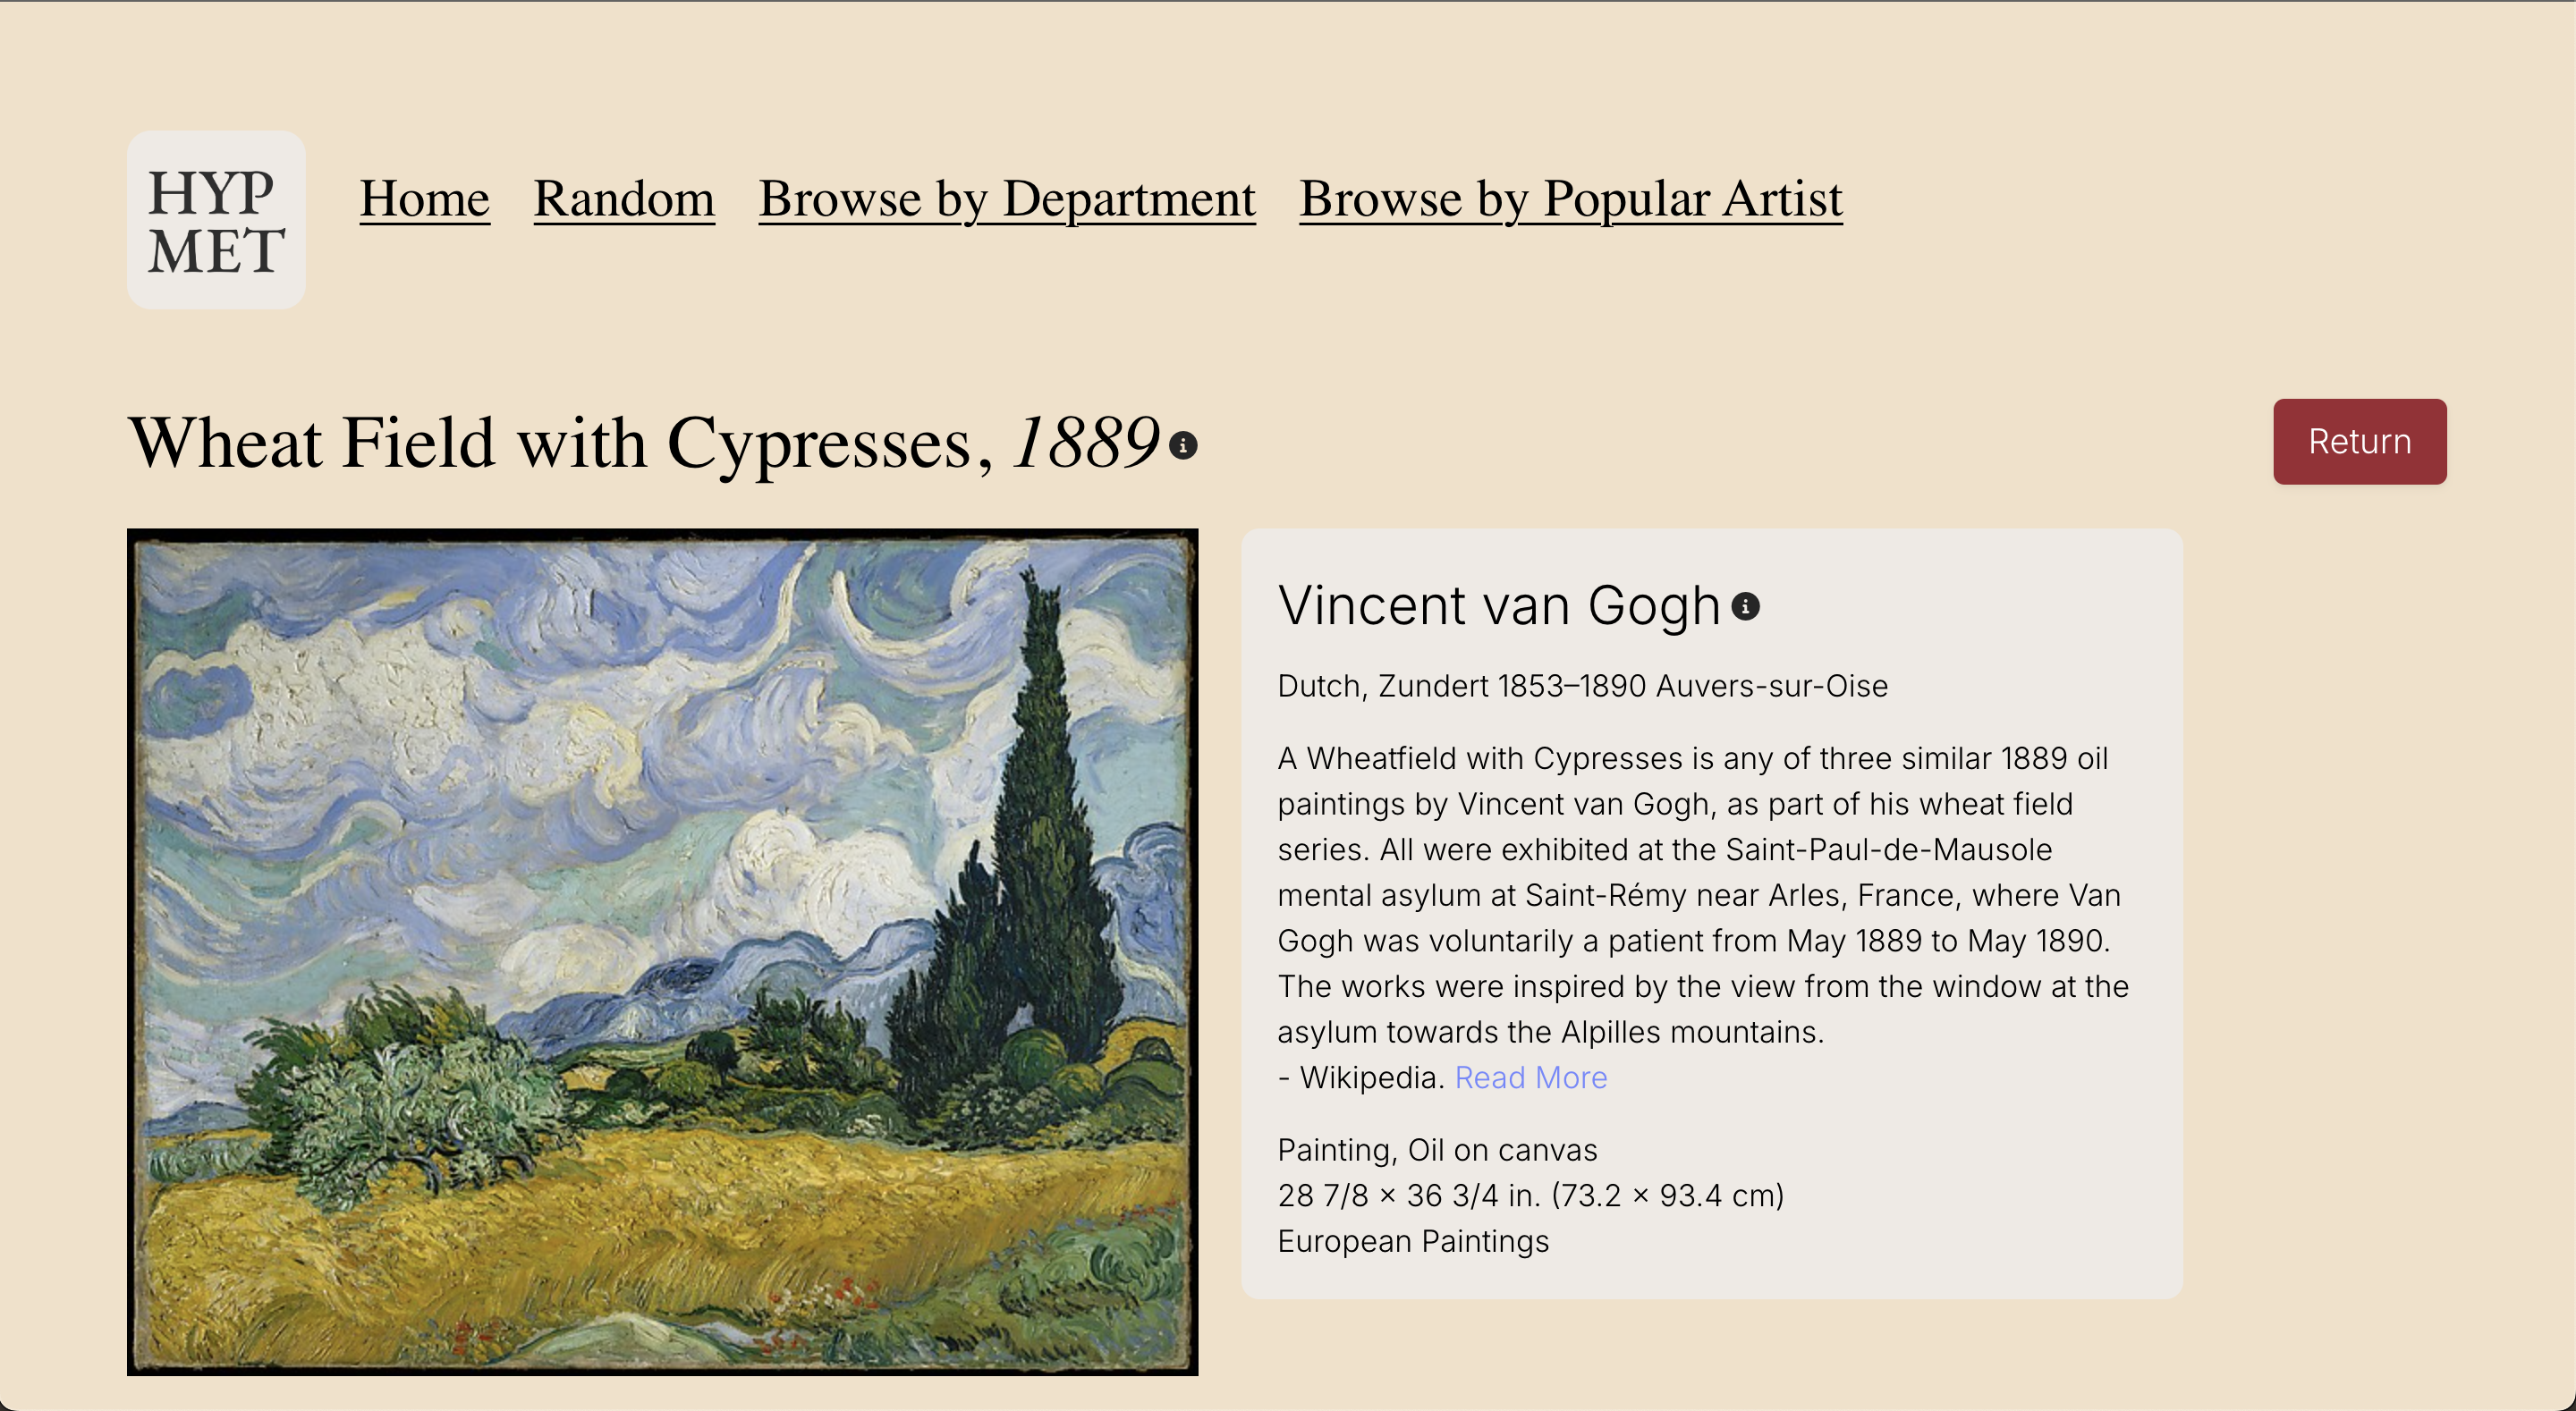 HYP
MET
Home Random Browse by Department Browse by Popular Artist
Wheat Field with Cypresses, 1889
Return
Vincent van Gogh
Dutch, Zundert 1853–1890 Auvers-sur-Oise
A Wheatfield with Cypresses is any of three similar 1889 oil
paintings by Vincent van Gogh, as part of his wheat field
series. All were exhibited at the Saint-Paul-de-Mausole
mental asylum at Saint-Rémy near Arles, France, where Van
Gogh was voluntarily a patient from May 1889 to May 1890.
The works were inspired by the view from the window at the
asylum towards the Alpilles mountains.
- Wikipedia. Read More
Painting, Oil on canvas
28 7/8 × 36 3/4 in. (73.2 × 93.4 cm)
European Paintings